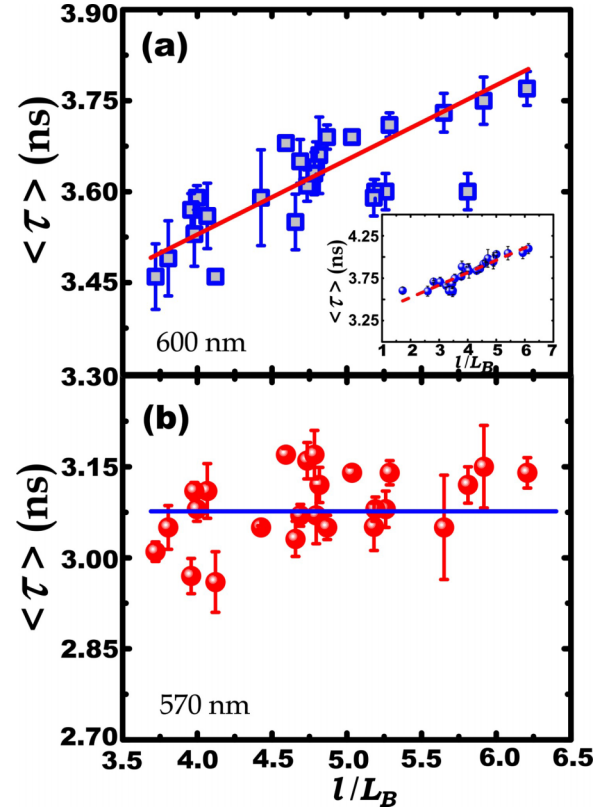 3.90
(a)
3.75
3.60
3.45
3.30
<τ> (ns)
600 nm
4.25
3.75
3.25
<τ> (ns)
1 2 3 4 5 6 7
l/L_B
(b)
3.15
3.00
2.85
2.70
<τ> (ns)
570 nm
3.5 4.0 4.5 5.0 5.5 6.0 6.5
l/L_B